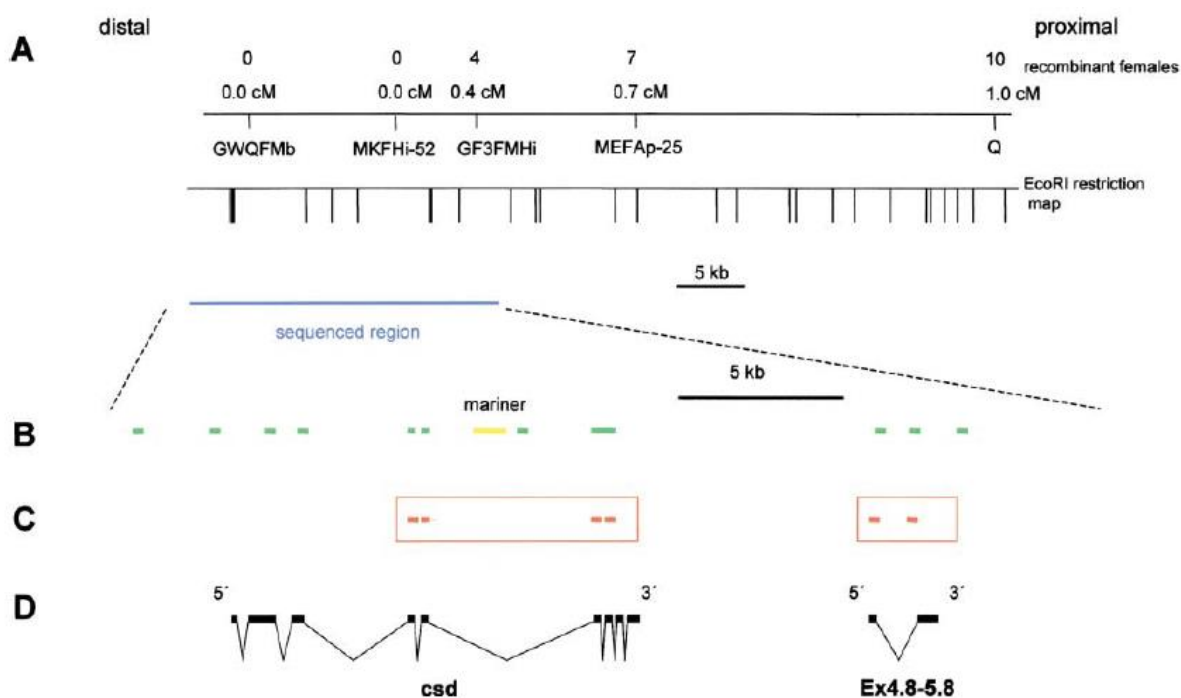 distal
proximal
A
0 0 4 7 10 recombinant females
0.0 cM 0.0 cM 0.4 cM 0.7 cM 1.0 cM
GWQFMb MKFHi-52 GF3FMHi MEFAp-25 Q
EcoRI restriction
map
5 kb
sequenced region
5 kb
mariner
B
C
D
5´ 3´ 5´ 3´
csd Ex4.8-5.8